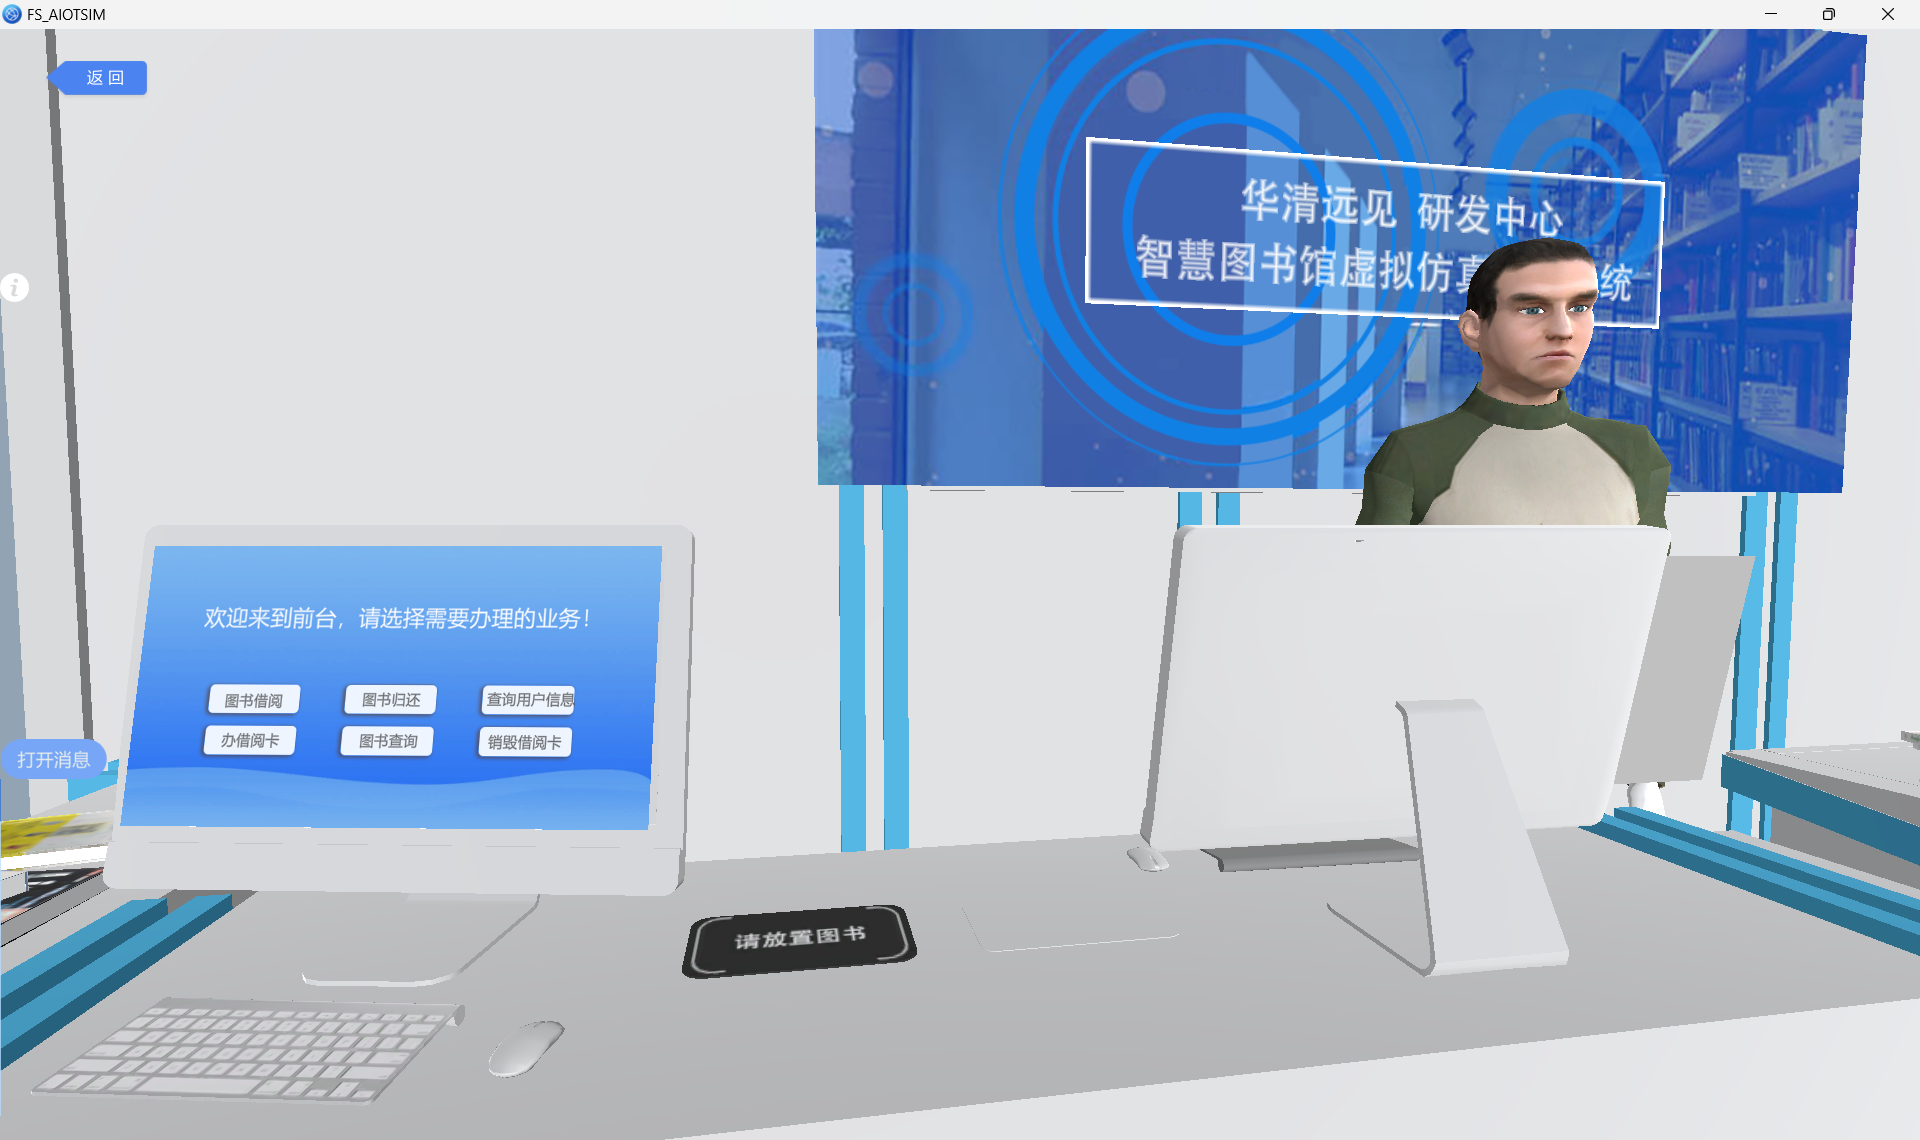 FS_AIOTSIM
返 回
华清远见 研发中心
智慧图书馆虚拟仿真
统
欢迎来到前台，请选择需要办理的业务！
图书借阅
图书归还
查询用户信息
办借阅卡
图书查询
销毁借阅卡
打开消息
请放置图书